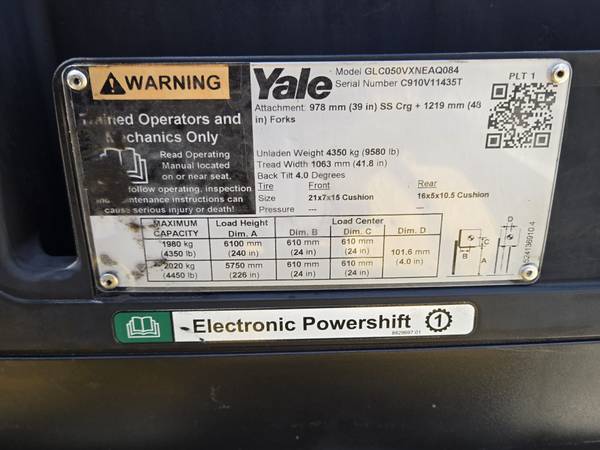 WARNING
Trained Operators and
Mechanics Only
Read Operating
Manual located
on or near seat.
follow operating, inspection
maintenance instructions can
cause serious injury or death!
Yale
Model GLC050VXNEAQ084
Serial Number C910V11435T
PLT 1
Attachment: 978 mm (39 in) SS Crg + 1219 mm (48
in) Forks
Unladen Weight 4350 kg (9580 lb)
Tread Width 1063 mm (41.8 in)
Back Tilt 4.0 Degrees
Tire Front Rear
Size 21x7x15 Cushion 16x5x10.5 Cushion
Pressure --- ---
MAXIMUM CAPACITY Load Height Dim. A Load Center Dim. B Dim. C Dim. D
1980 kg (4350 lb) 6100 mm (240 in) 610 mm (24 in) 610 mm (24 in) 101.6 mm (4.0 in)
2020 kg (4450 lb) 5750 mm (226 in) 610 mm (24 in) 610 mm (24 in)
D
C
B
A
524196910 4
Electronic Powershift 1